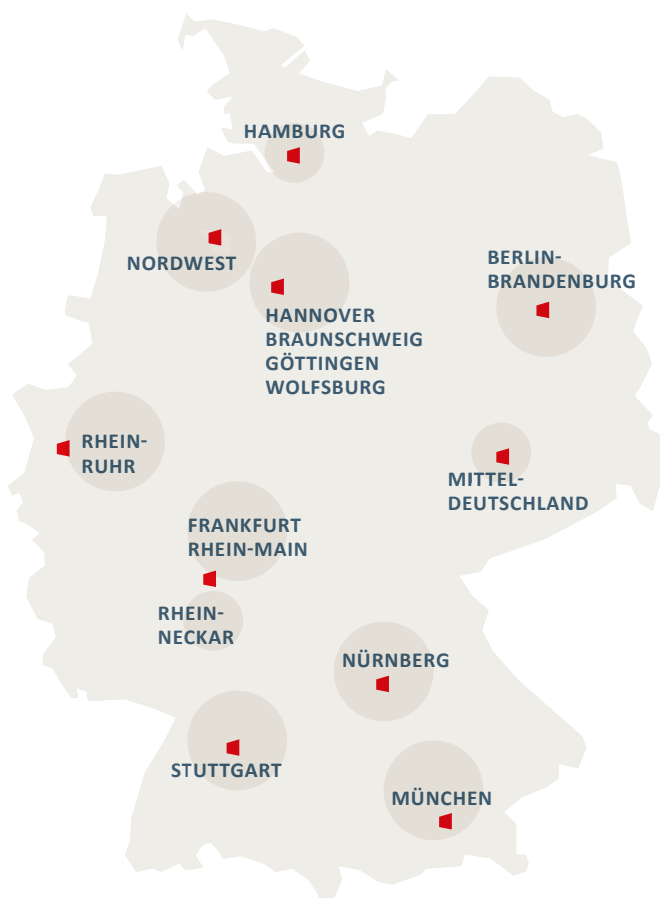 HAMBURG
NORDWEST
BERLIN-
BRANDENBURG
HANNOVER
BRAUNSCHWEIG
GÖTTINGEN
WOLFSBURG
RHEIN-
RUHR
MITTEL-
DEUTSCHLAND
FRANKFURT
RHEIN-MAIN
RHEIN-
NECKAR
NÜRNBERG
STUTTGART
MÜNCHEN